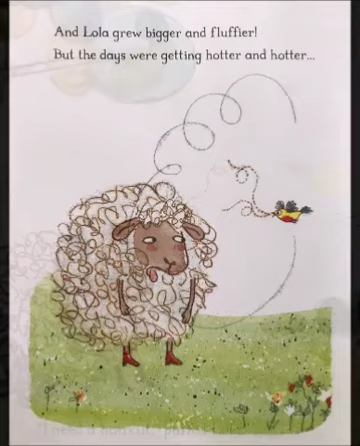 And Lola grew bigger and fluffier!
But the days were getting hotter and hotter...